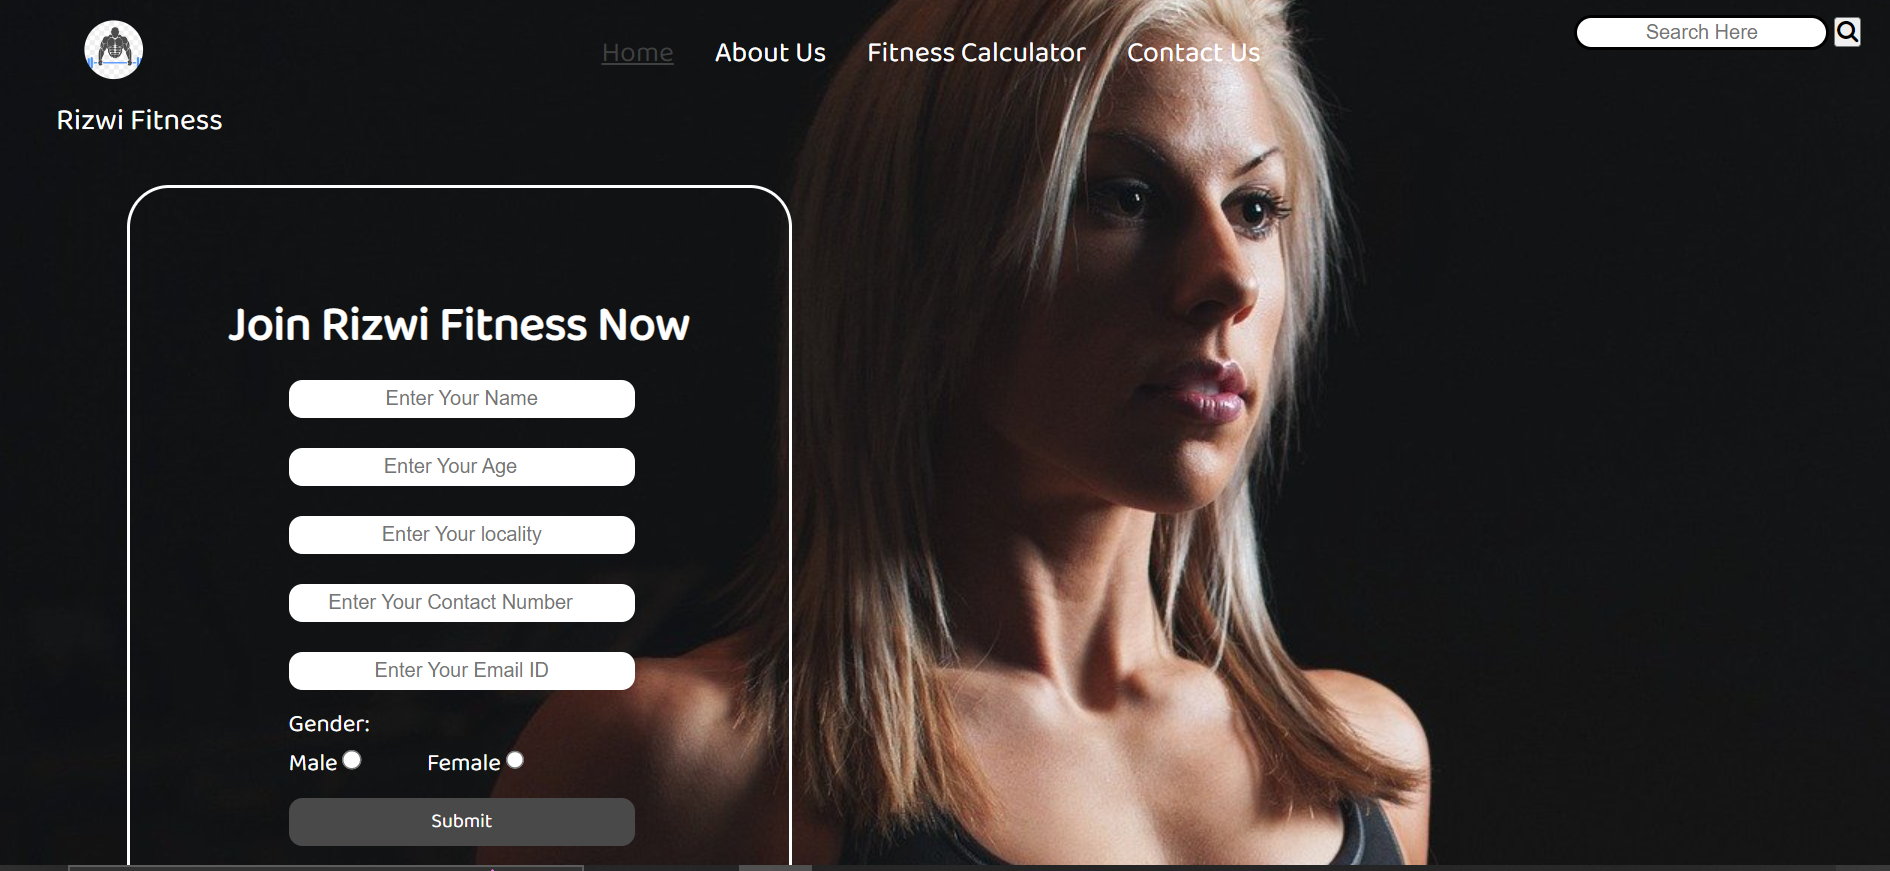 Home About Us Fitness Calculator Contact Us
Search Here
Rizwi Fitness
Join Rizwi Fitness Now
Enter Your Name
Enter Your Age
Enter Your locality
Enter Your Contact Number
Enter Your Email ID
Gender:
Male Female
Submit